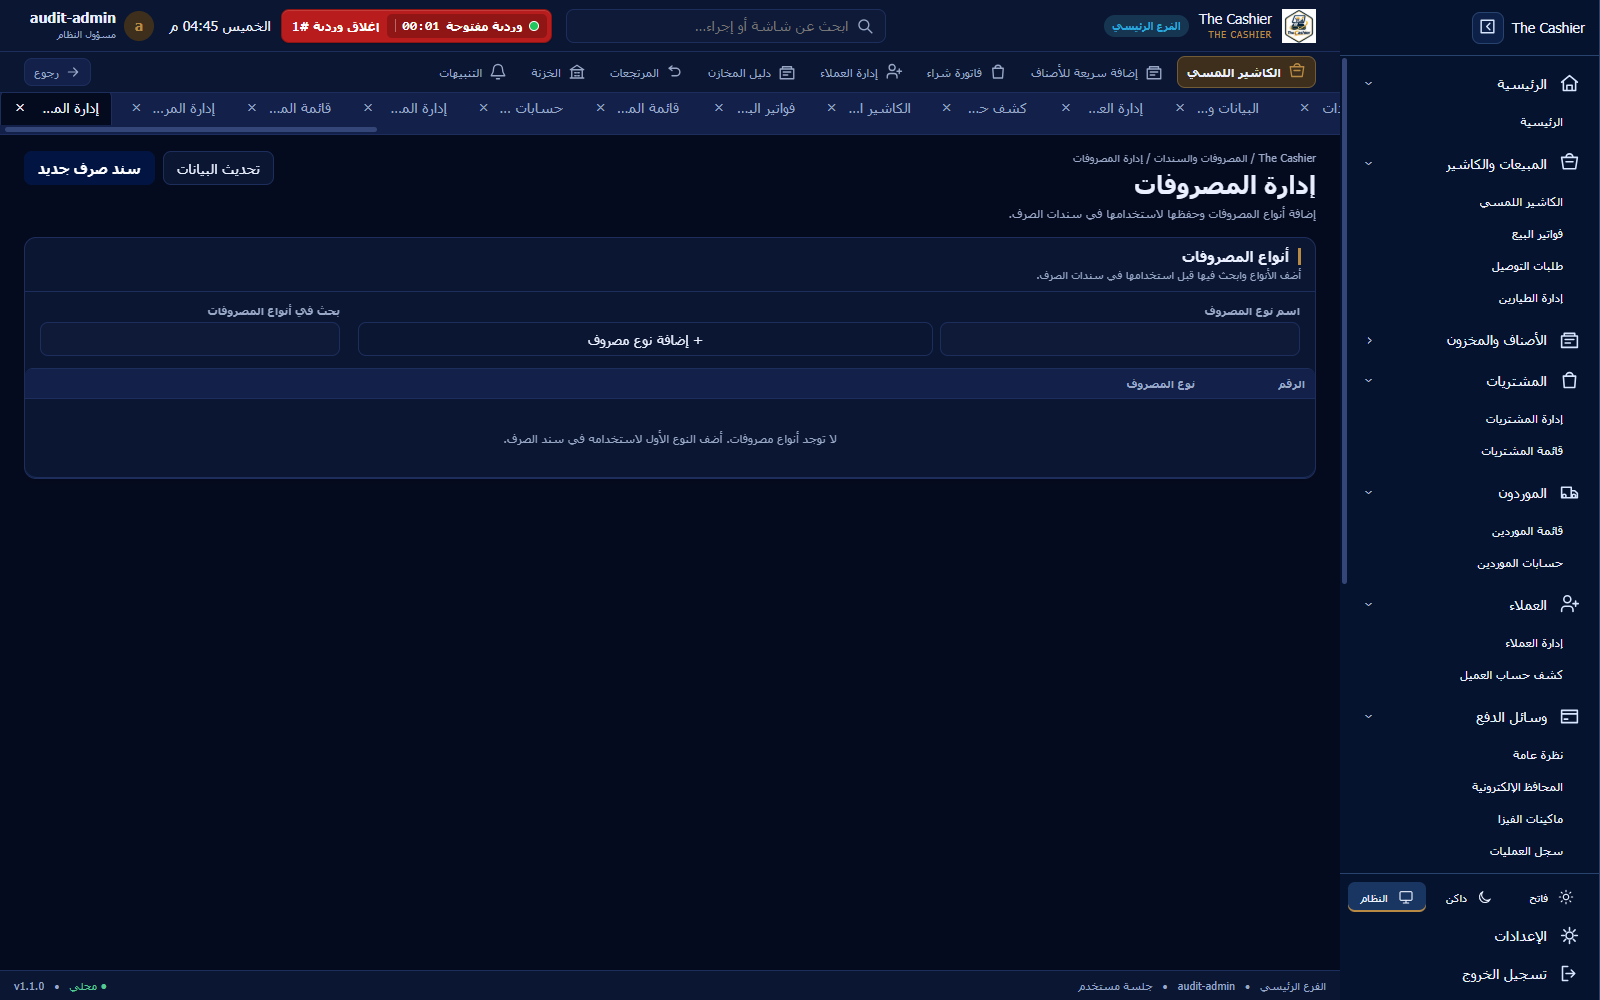 The Cashier
الرئيسية
الرئيسية
المبيعات والكاشير
الكاشير اللمسي
فواتير البيع
طلبات التوصيل
إدارة الطيارين
الأصناف والمخزون
المشتريات
إدارة المشتريات
قائمة المشتريات
الموردون
قائمة الموردين
حسابات الموردين
العملاء
إدارة العملاء
كشف حساب العميل
وسائل الدفع
نظرة عامة
المحافظ الإلكترونية
ماكينات الفيزا
سجل العمليات
فاتح
داكن
النظام
الإعدادات
تسجيل الخروج
The Cashier
THE CASHIER
الفرع الرئيسي
ابحث عن شاشة أو إجراء...
وردية مفتوحة 00:01
إغلاق وردية #1
الخميس 04:45 م
a
audit-admin
مسؤول النظام
الكاشير اللمسي
إضافة سريعة للأصناف
فاتورة شراء
إدارة العملاء
دليل المخازن
المرتجعات
الخزنة
التنبيهات
رجوع
دات ×
البيانات و... ×
إدارة الع... ×
كشف ح... ×
الكاشير ا... ×
فواتير الب... ×
قائمة الم... ×
حسابات ... ×
إدارة الم... ×
قائمة الم... ×
إدارة المر... ×
إدارة الم... ×
The Cashier / المصروفات والسندات / إدارة المصروفات
إدارة المصروفات
إضافة أنواع المصروفات وحفظها لاستخدامها في سندات الصرف.
تحديث البيانات
سند صرف جديد
أنواع المصروفات
أضف الأنواع وابحث فيها قبل استخدامها في سندات الصرف.
اسم نوع المصروف
+ إضافة نوع مصروف
بحث في أنواع المصروفات
الرقم
نوع المصروف
لا توجد أنواع مصروفات. أضف النوع الأول لاستخدامه في سند الصرف.
الفرع الرئيسي • audit-admin • جلسة مستخدم
● محلي • v1.1.0